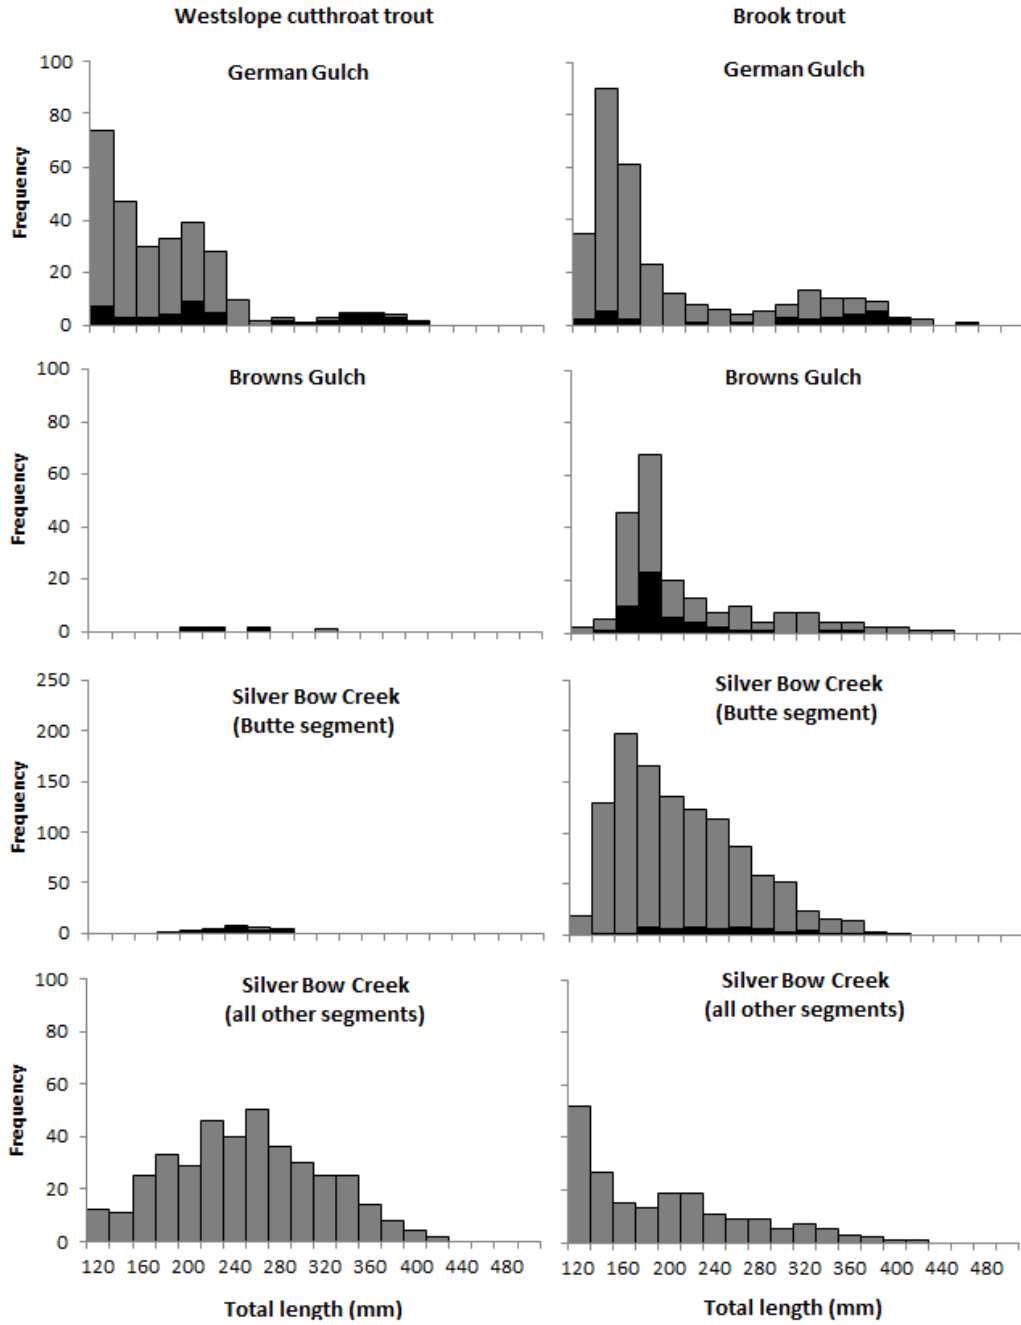 Westslope cutthroat trout
Brook trout
German Gulch
100
80
60
40
20
0
Frequency
German Gulch
Browns Gulch
100
80
60
40
20
0
Frequency
Browns Gulch
Silver Bow Creek
(Butte segment)
250
200
150
100
50
0
Frequency
Silver Bow Creek
(Butte segment)
Silver Bow Creek
(all other segments)
100
80
60
40
20
0
Frequency
120 160 200 240 280 320 360 400 440 480
Total length (mm)
Silver Bow Creek
(all other segments)
120 160 200 240 280 320 360 400 440 480
Total length (mm)